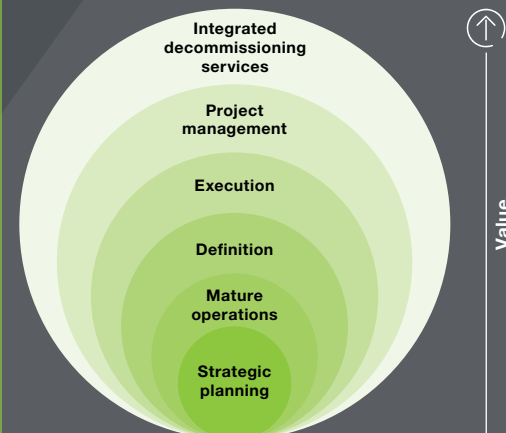 Integrated
decommissioning
services
Project
management
Execution
Definition
Mature
operations
Strategic
planning
Value